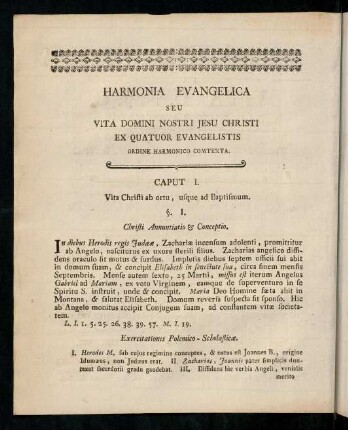 HARMONIA EVANGELICA
SEU
VITA DOMINI NOSTRI JESU CHRISTI
EX QUATUOR EVANGELISTIS
ORDINE HARMONICO CONTEXTA.
CAPUT I.
Vita Christi ab ortu, usque ad Baptismum.
§. I.
Christi Annuntiatio & Conceptio.
In diebus Herodis regis Judææ, Zachariæ incensum adolenti, promittitur
ab Angelo, nasciturus ex uxore sterili filius. Zacharias angelico diffi-
dens oraculo fit motus & surdus. Impletis diebus septem officii sui abit
in domum suam, & concipit Elisabeth in senectute sua, circa finem mensis
Septembris. Mense autem sexto, 25 Martii, missus est iterum Angelus
Gabriel ad Mariam, ex voto Virginem, eamque de superventuro in se
Spiritu S. instruit, unde & concipit. Maria Deo Homine fœta abit in
Montana, & salutat Elisabeth. Domum reversa suspecta fit sponso. Hic
ab Angelo monitus accipit Conjugem suam, ad constantem vitæ societa-
tem.
L. I. 1. 5. 25. 26. 38. 39. 57. M. I. 19.
Exercitationes Polemico - Scholasticæ.
I. Herodes M. sub cujus regimine conceptus, & natus est Joannes B., origine
Idumæus, non Judæus erat. II. Zacharias, Joannis pater simplicis dun-
taxat sacerdotii gradu gaudebat. III. Diffidens hic verbis Angeli, venialis
merito